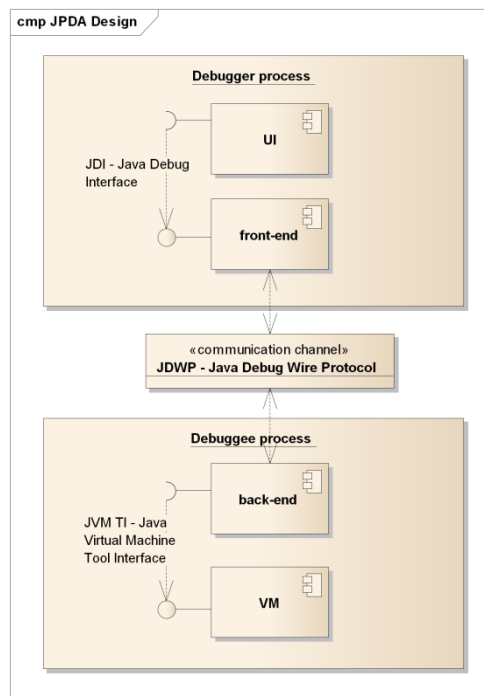 cmp JPDA Design
Debugger process
UI
JDI - Java Debug
Interface
front-end
«communication channel»
JDWP - Java Debug Wire Protocol
Debuggee process
back-end
JVM TI - Java
Virtual Machine
Tool Interface
VM